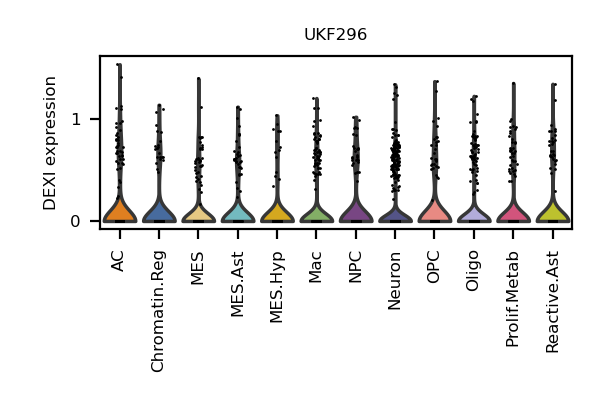 UKF296
DEXI expression
1
0
AC
Chromatin.Reg
MES
MES.Ast
MES.Hyp
Mac
NPC
Neuron
OPC
Oligo
Prolif.Metab
Reactive.Ast